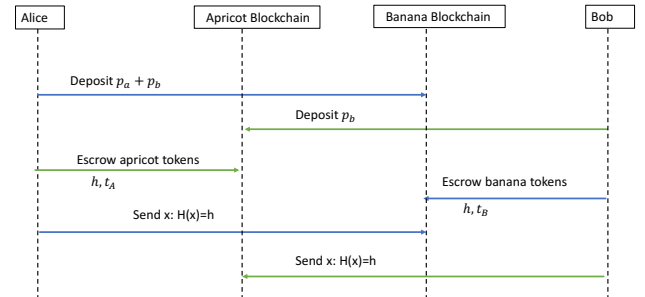 Alice
Apricot Blockchain
Banana Blockchain
Bob
Deposit $p_a + p_b$
Deposit $p_b$
Escrow apricot tokens
$h, t_A$
Escrow banana tokens
$h, t_B$
Send x: H(x)=h
Send x: H(x)=h